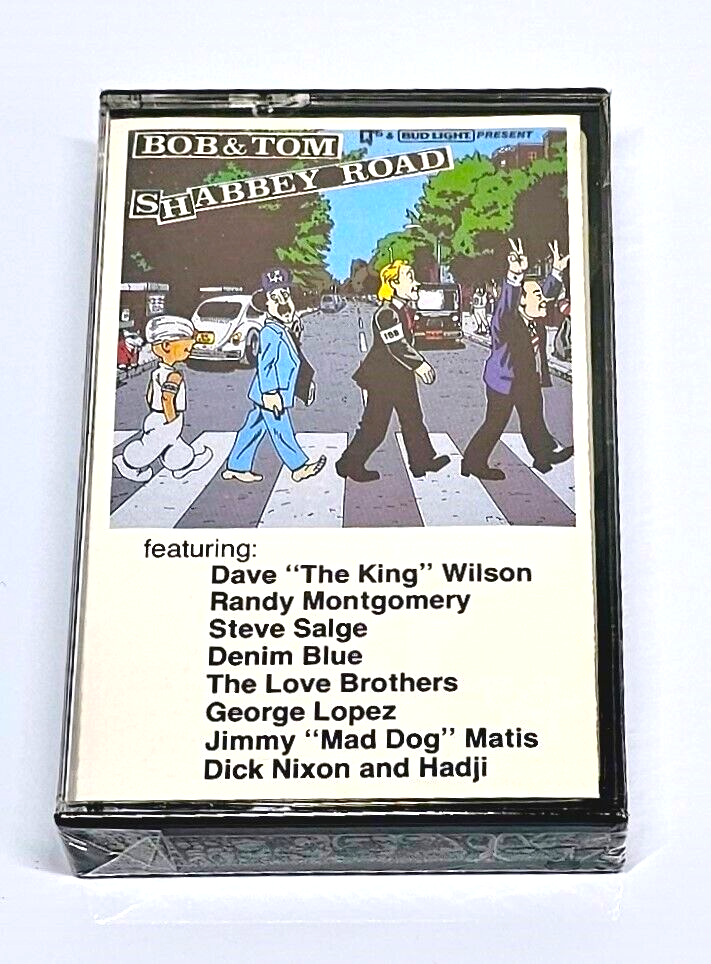 BOB & TOM
Q95 & BUD LIGHT PRESENT
SHABBEY ROAD
featuring:
Dave "The King" Wilson
Randy Montgomery
Steve Salge
Denim Blue
The Love Brothers
George Lopez
Jimmy "Mad Dog" Matis
Dick Nixon and Hadji